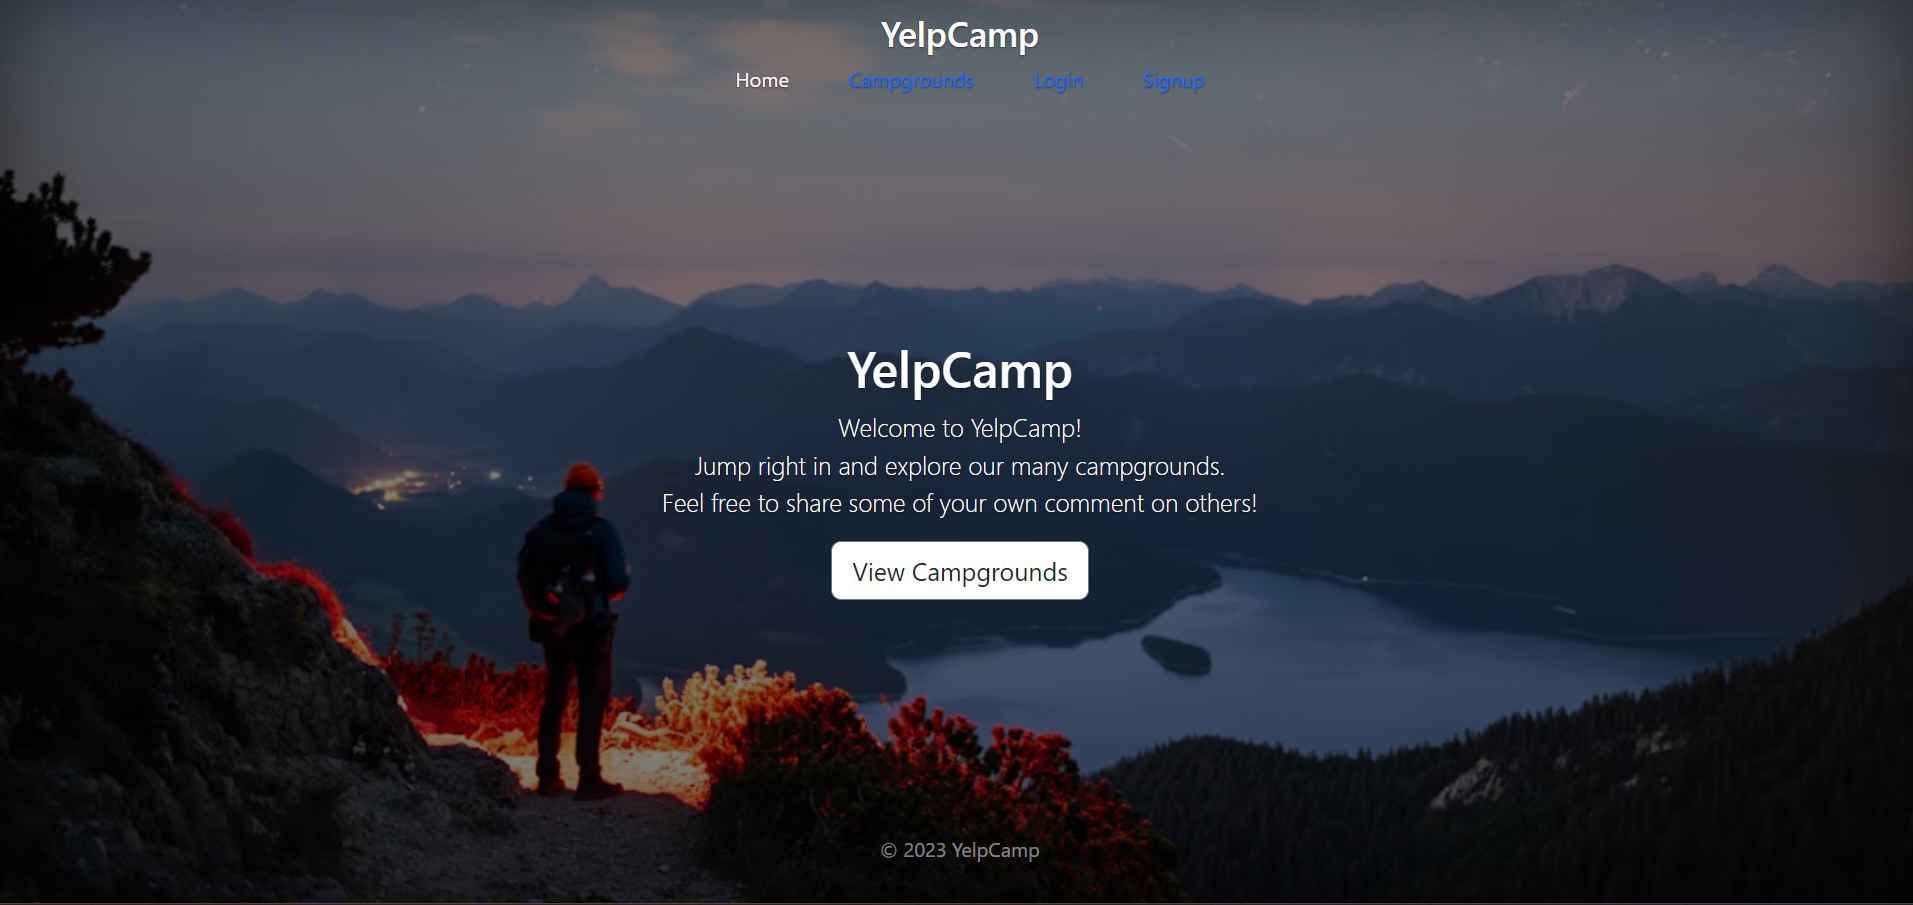 YelpCamp
Home Campgrounds Login Signup
YelpCamp
Welcome to YelpCamp!
Jump right in and explore our many campgrounds.
Feel free to share some of your own comment on others!
View Campgrounds
© 2023 YelpCamp